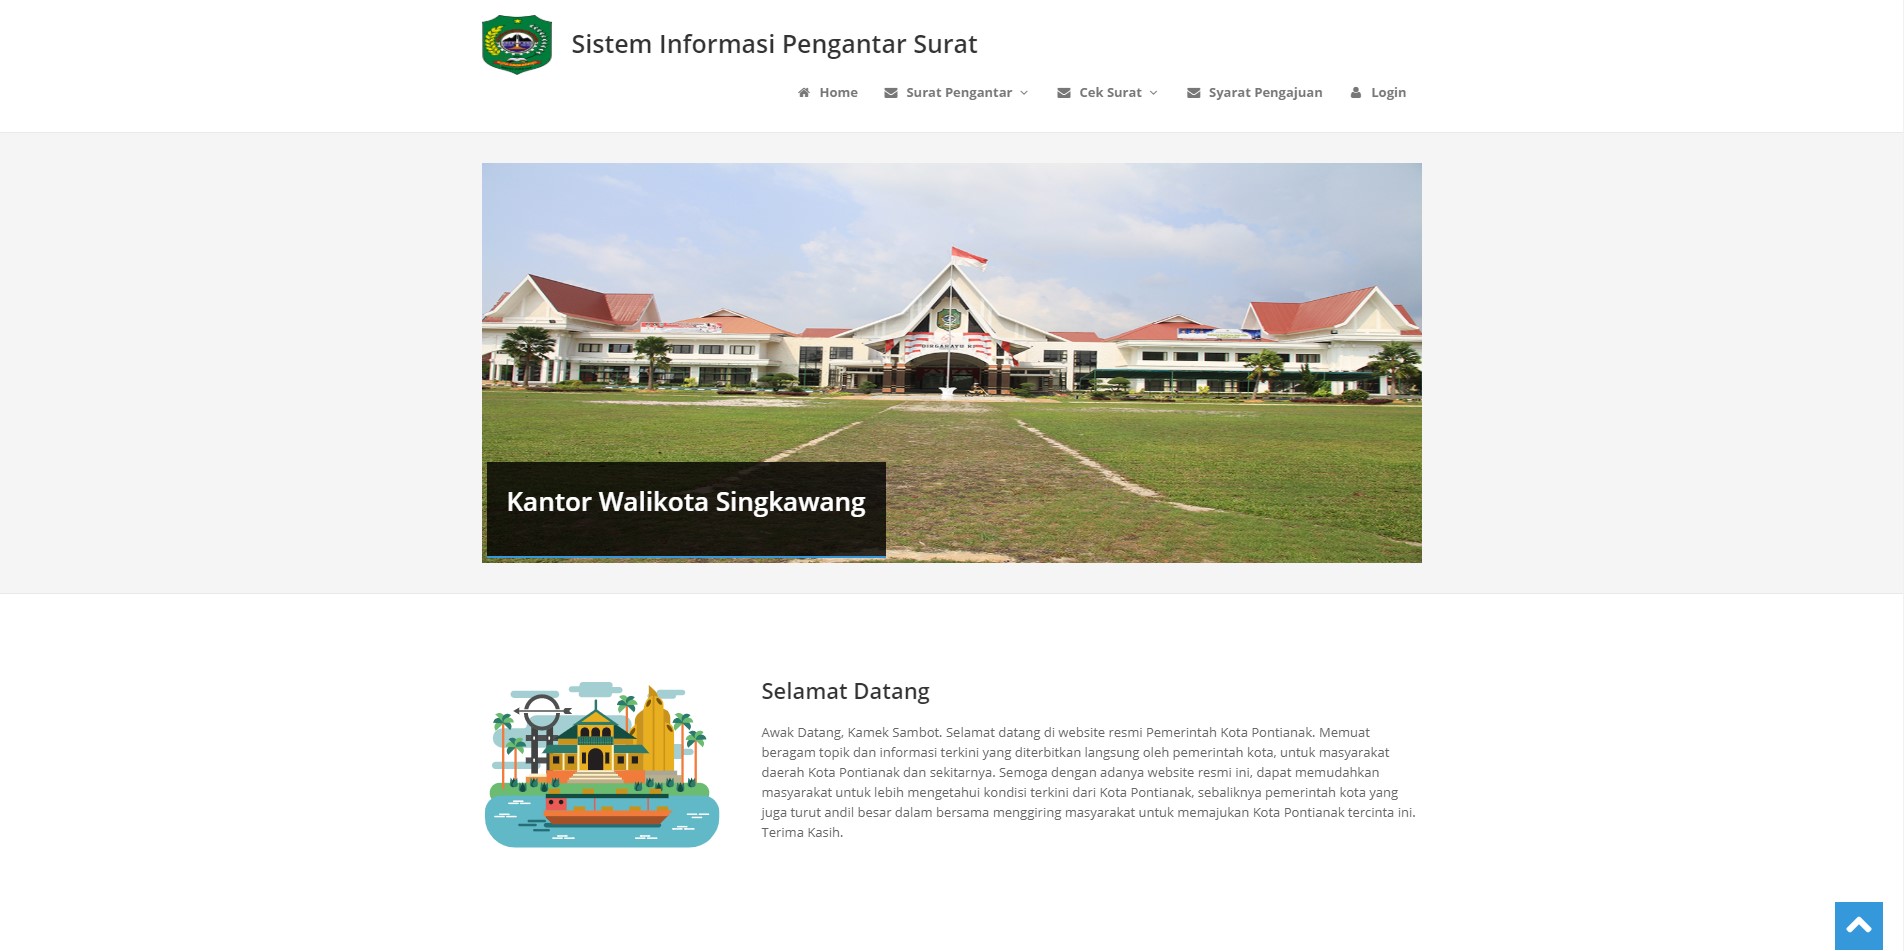 Sistem Informasi Pengantar Surat
Home Surat Pengantar Cek Surat Syarat Pengajuan Login
Kantor Walikota Singkawang
Selamat Datang
Awak Datang, Kamek Sambot. Selamat datang di website resmi Pemerintah Kota Pontianak. Memuat
beragam topik dan informasi terkini yang diterbitkan langsung oleh pemerintah kota, untuk masyarakat
daerah Kota Pontianak dan sekitarnya. Semoga dengan adanya website resmi ini, dapat memudahkan
masyarakat untuk lebih mengetahui kondisi terkini dari Kota Pontianak, sebaliknya pemerintah kota yang
juga turut andil besar dalam bersama menggiring masyarakat untuk memajukan Kota Pontianak tercinta ini.
Terima Kasih.